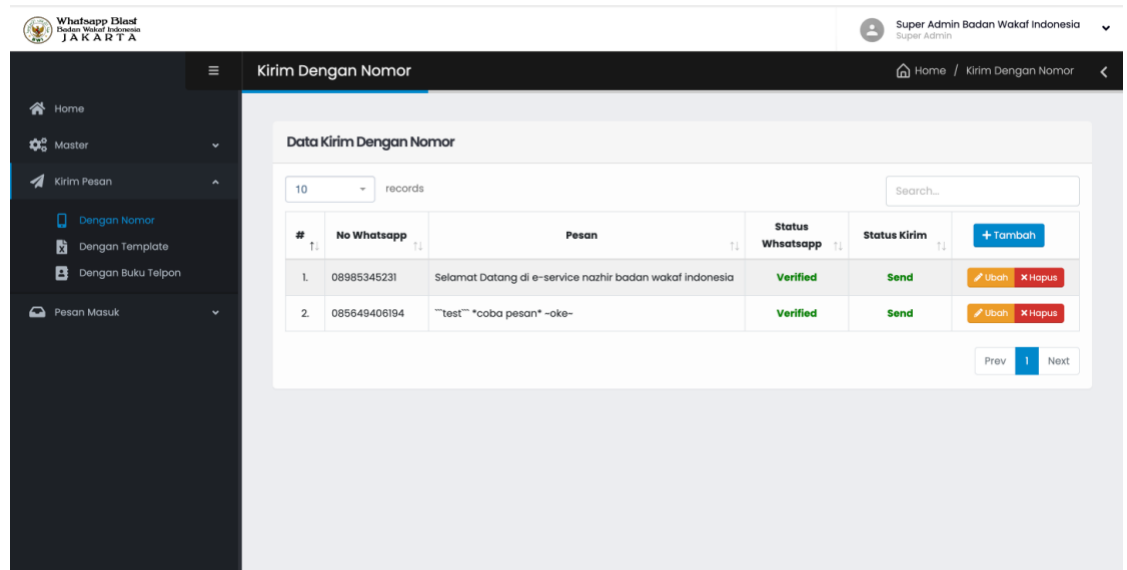 Whatsapp Blast
Badan Wakaf Indonesia
JAKARTA
Super Admin Badan Wakaf Indonesia
Super Admin
Kirim Dengan Nomor
Home / Kirim Dengan Nomor
Home
Master
Kirim Pesan
Dengan Nomor
Dengan Template
Dengan Buku Telpon
Pesan Masuk
Data Kirim Dengan Nomor
10 records
Search...
# No Whatsapp Pesan Status Whsatsapp Status Kirim + Tambah
1. 08985345231 Selamat Datang di e-service nazhir badan wakaf indonesia Verified Send Ubah Hapus
2. 085649406194 ```test``` *coba pesan* ~oke~ Verified Send Ubah Hapus
Prev 1 Next